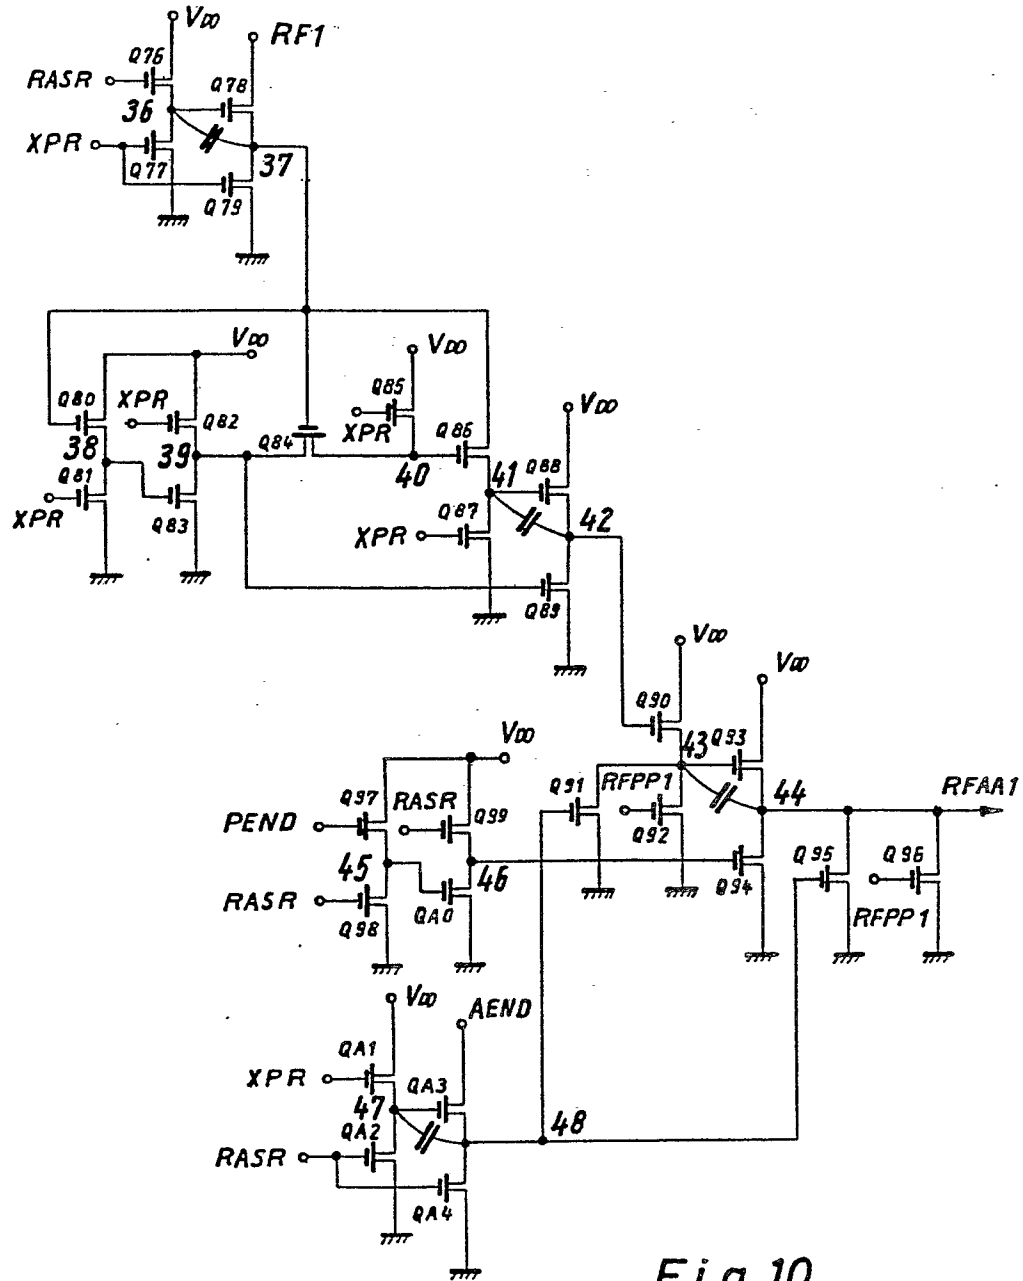 VDD
RF1
Q76
RASR
Q78
36
XPR
37
Q77
Q79
VDD
VDD
Q85
Q80
XPR
Q82
XPR
Q86
VDD
38
39
Q84
40
41
Q88
Q81
Q87
42
XPR
Q83
XPR
Q89
VDD
VDD
Q90
VDD
43
Q93
Q91
RFPP1
44
RFAA1
Q97
RASR
Q99
PEND
Q92
45
46
Q94
Q95
Q96
RASR
QA0
RFPP1
Q98
VDD
AEND
QA1
XPR
QA3
47
48
QA2
RASR
QA4
Fig. 10